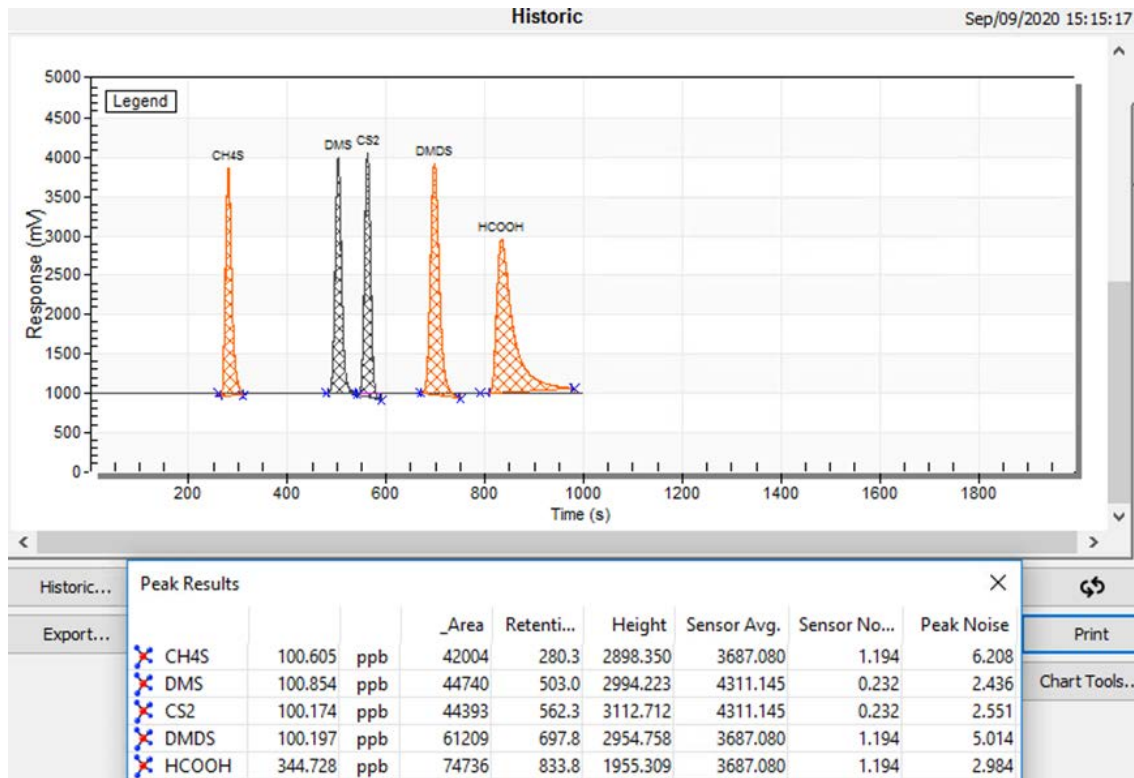 Historic Sep/09/2020 15:15:17
5000
Legend
4500
4000
3500
3000
2500
2000
1500
1000
500
0
Response (mV)
CH4S
DMS
CS2
DMDS
HCOOH
200 400 600 800 1000 1200 1400 1600 1800
Time (s)
Historic...
Export...
Print
Chart Tools..
Peak Results
_Area Retenti... Height Sensor Avg. Sensor No... Peak Noise
CH4S 100.605 ppb 42004 280.3 2898.350 3687.080 1.194 6.208
DMS 100.854 ppb 44740 503.0 2994.223 4311.145 0.232 2.436
CS2 100.174 ppb 44393 562.3 3112.712 4311.145 0.232 2.551
DMDS 100.197 ppb 61209 697.8 2954.758 3687.080 1.194 5.014
HCOOH 344.728 ppb 74736 833.8 1955.309 3687.080 1.194 2.984